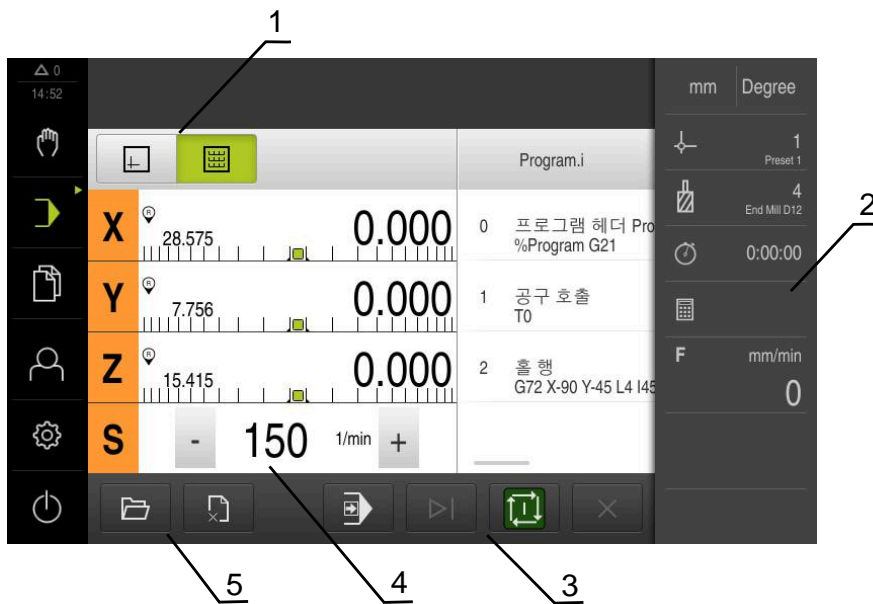 1
0
14:52
mm Degree
Program.i
1
Preset 1
4
End Mill D12
2
X R 28.575 0.000
0 프로그램 헤더 Pro
%Program G21
0:00:00
Y R 7.756 0.000
1 공구 호출
T0
Z R 15.415 0.000
2 홀 행
G72 X-90 Y-45 L4 I45
F mm/min
0
S - 150 1/min +
5 4 3